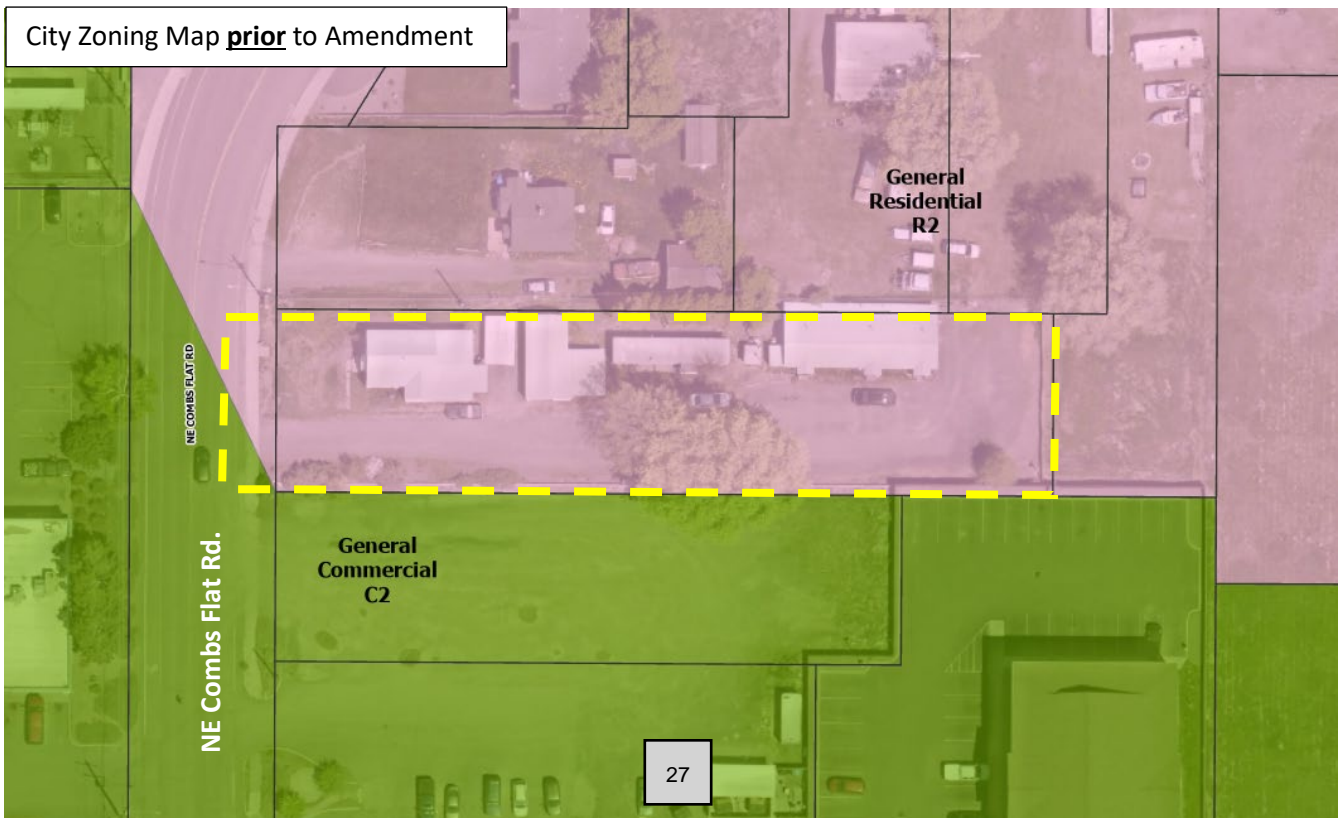 City Zoning Map prior to Amendment
General
Residential
R2
NE COMBS FLAT RD
NE Combs Flat Rd.
General
Commercial
C2
27